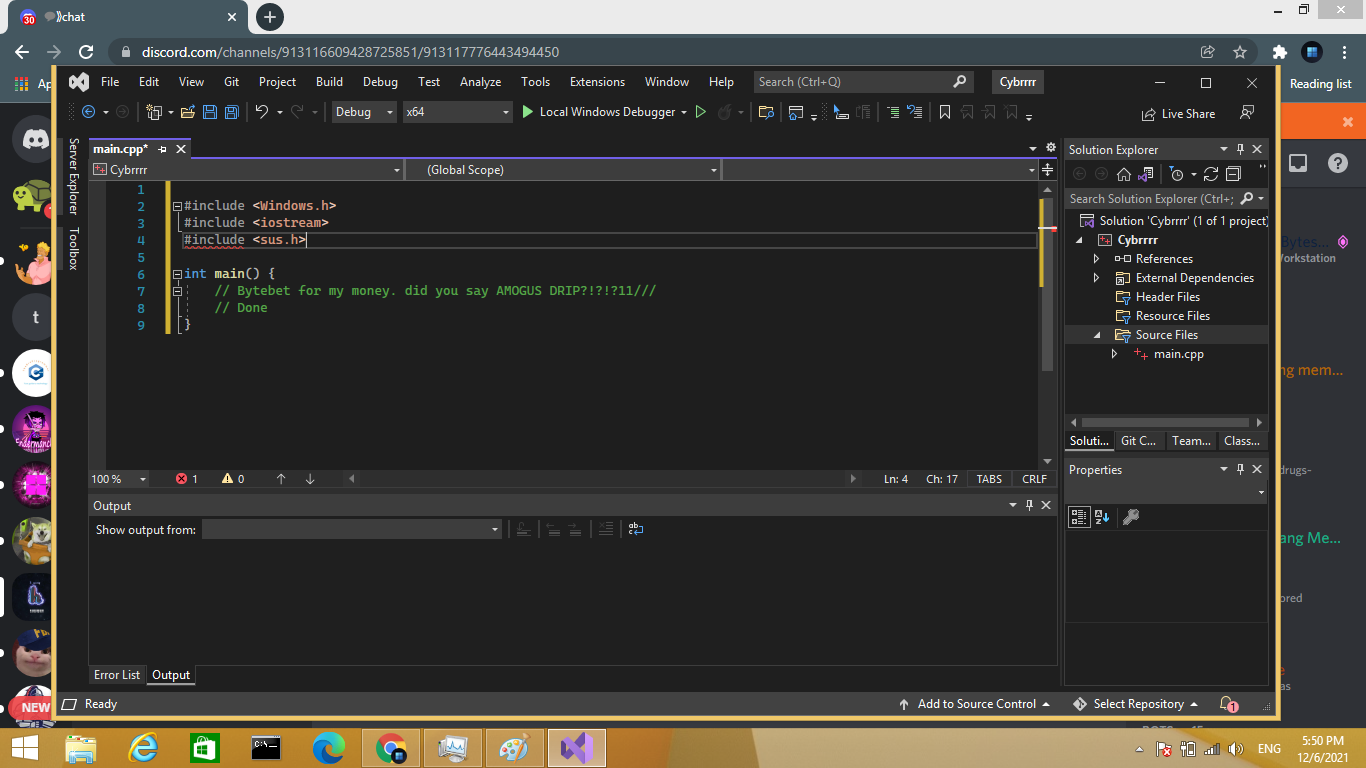 30 chat
discord.com/channels/913116609428725851/913117776443494450
Ap
Reading list
File Edit View Git Project Build Debug Test Analyze Tools Extensions Window Help Search (Ctrl+Q) Cybrrrr
Debug x64 Local Windows Debugger Live Share
Server Explorer
Toolbox
main.cpp*
Cybrrrr (Global Scope)
1
2 #include <Windows.h>
3 #include <iostream>
4 #include <sus.h>
5
6 int main() {
7 // Bytebet for my money. did you say AMOGUS DRIP?!?!?11///
8 // Done
9 }
100 % 1 0 Ln: 4 Ch: 17 TABS CRLF
Output
Show output from:
Error List Output
Solution Explorer
Search Solution Explorer (Ctrl+;
Solution 'Cybrrrr' (1 of 1 project)
Cybrrrr
References
External Dependencies
Header Files
Resource Files
Source Files
main.cpp
Soluti... Git C... Team... Class...
Properties
Ready Add to Source Control Select Repository 1
t
Endermanch
NEW
Bytes...
Workstation
ng mem...
drugs-
ang Me...
ored
as
ENG
5:50 PM
12/6/2021